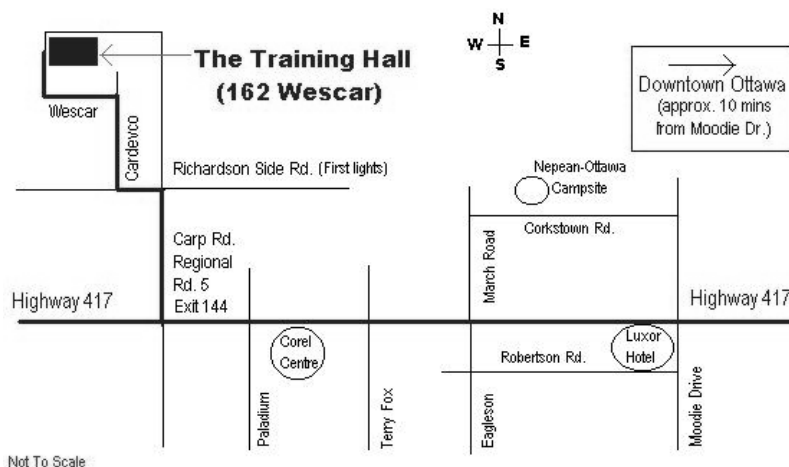 N
W E
S
The Training Hall
(162 Wescar)
Downtown Ottawa
(approx. 10 mins
from Moodie Dr.)
Wescar
Cardevco
Richardson Side Rd. (First lights)
Nepean-Ottawa
Campsite
Corkstown Rd.
March Road
Carp Rd.
Regional
Rd. 5
Exit 144
Highway 417
Highway 417
Corel
Centre
Luxor
Hotel
Robertson Rd.
Paladium
Terry Fox
Eagleson
Moodie Drive
Not To Scale